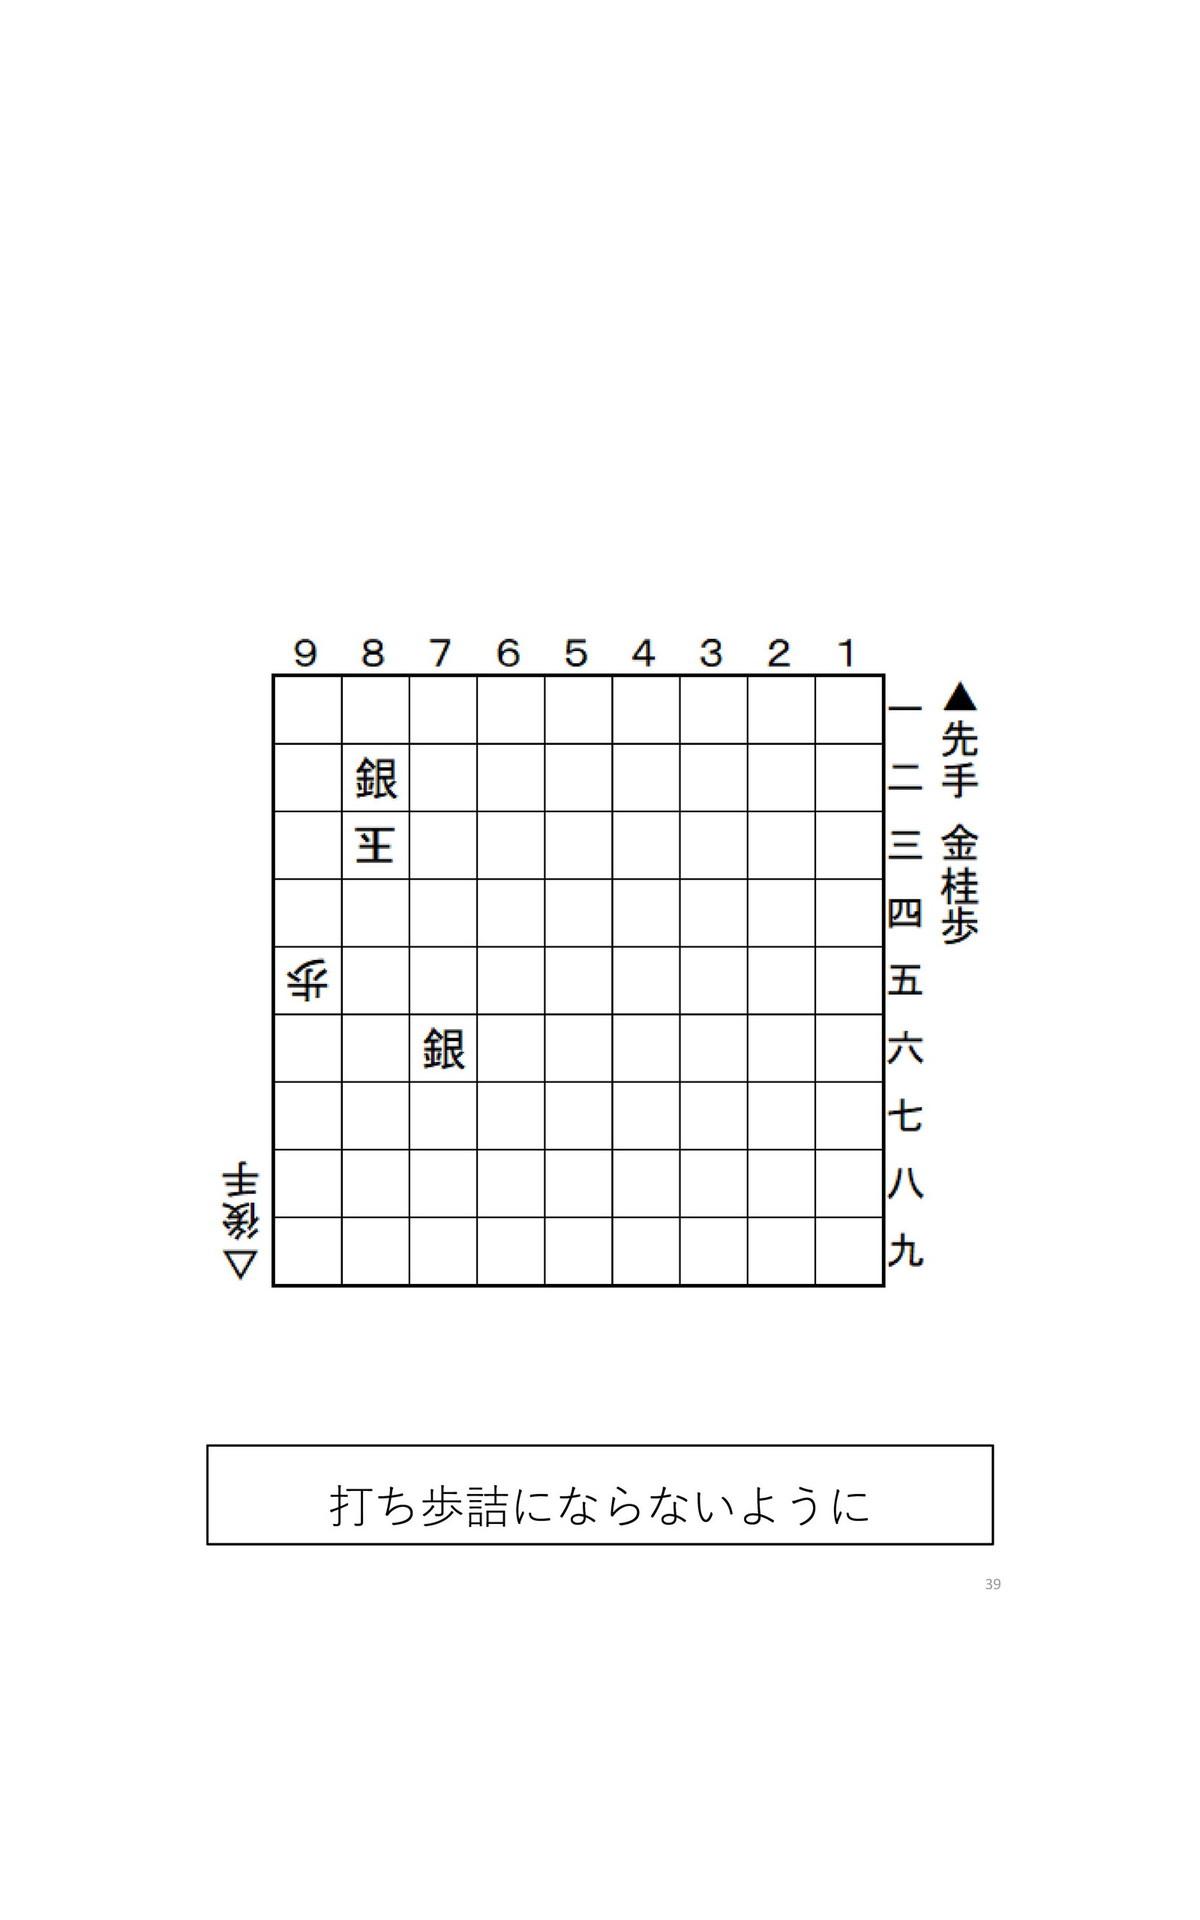 9 8 7 6 5 4 3 2 1
一
二 銀
三 王
四
五 歩
六 銀
七
八
九
▲先手 金桂歩
△後手
打ち歩詰にならないように
39